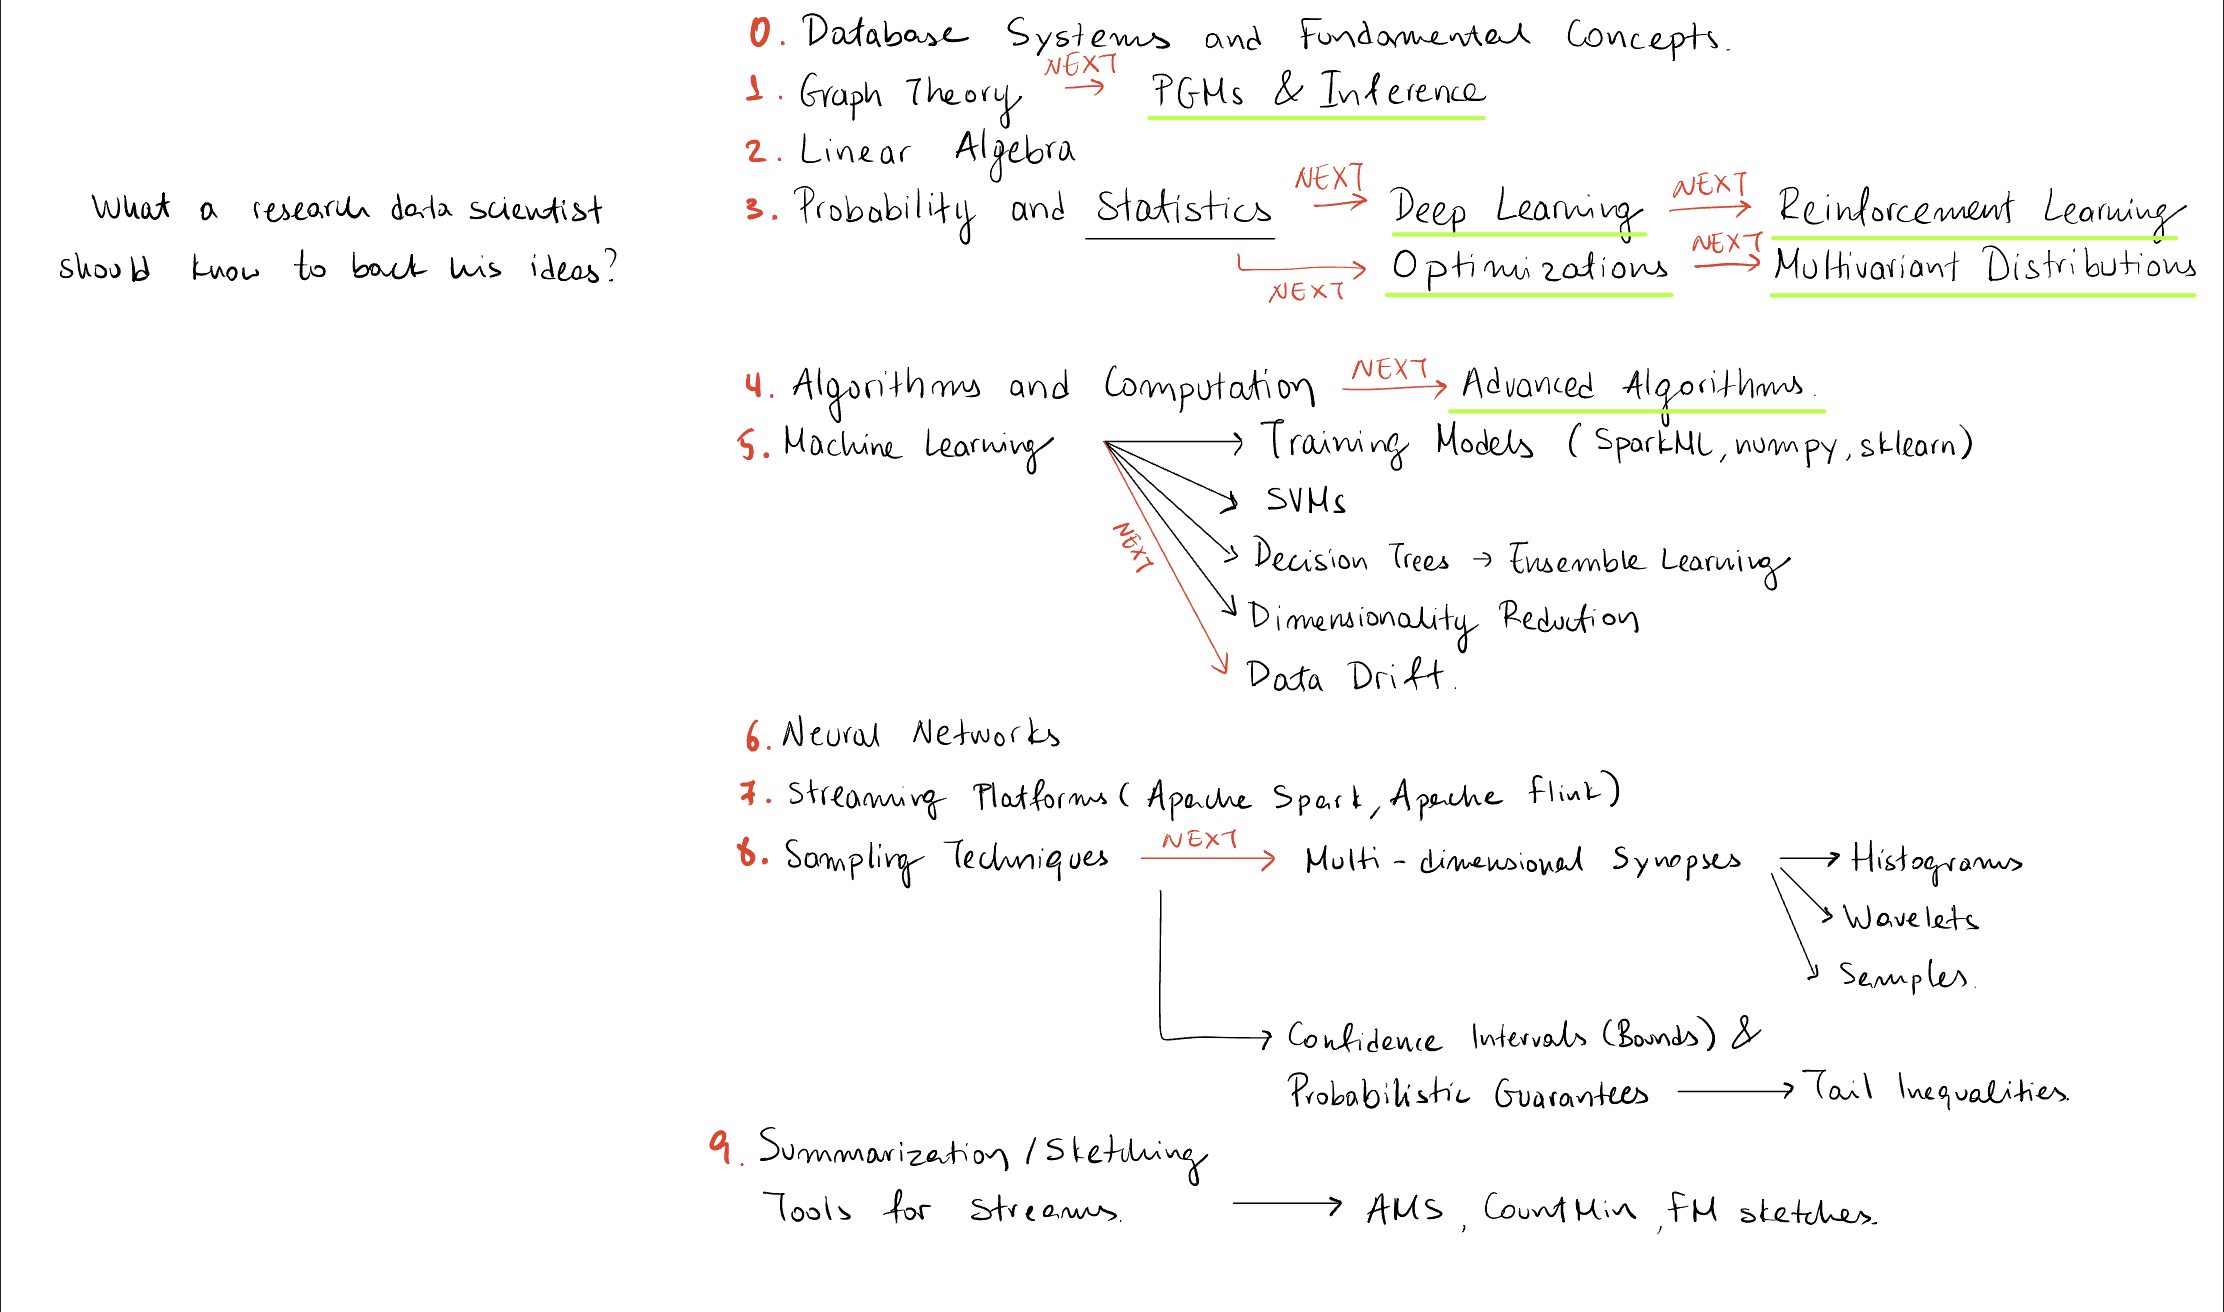 What a research data scientist
should know to back his ideas?
0. Database Systems and Fundamental Concepts.
1. Graph Theory NEXT → PGMs & Inference
2. Linear Algebra
3. Probability and Statistics NEXT → Deep Learning NEXT → Reinforcement Learning
NEXT → Optimizations NEXT → Multivariant Distributions
4. Algorithms and Computation NEXT → Advanced Algorithms.
5. Machine Learning → Training Models (SparkML, numpy, sklearn)
→ SVMs
→ Decision Trees → Ensemble Learning
→ Dimensionality Reduction
NEXT → Data Drift.
6. Neural Networks
7. Streaming Platforms (Apache Spark, Apache Flink)
8. Sampling Techniques NEXT → Multi-dimensional Synopses → Histograms
→ Wavelets
→ Samples.
→ Confidence Intervals (Bounds) &
Probabilistic Guarantees → Tail Inequalities.
9. Summarization / Sketching
Tools for Streams. → AMS, CountMin, FM sketches.